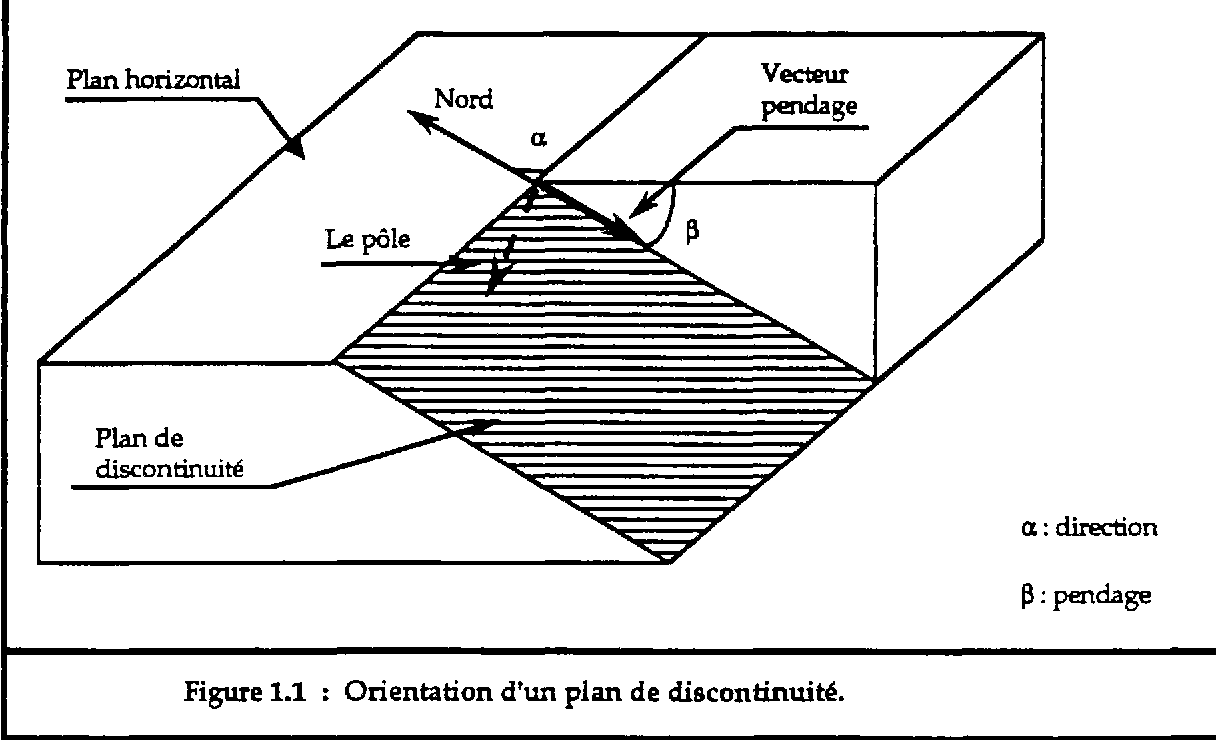 Plan horizontal
Nord
Vecteur
pendage
α
β
Le pôle
Plan de
discontinuité
α : direction
β : pendage
Figure 1.1 : Orientation d'un plan de discontinuité.